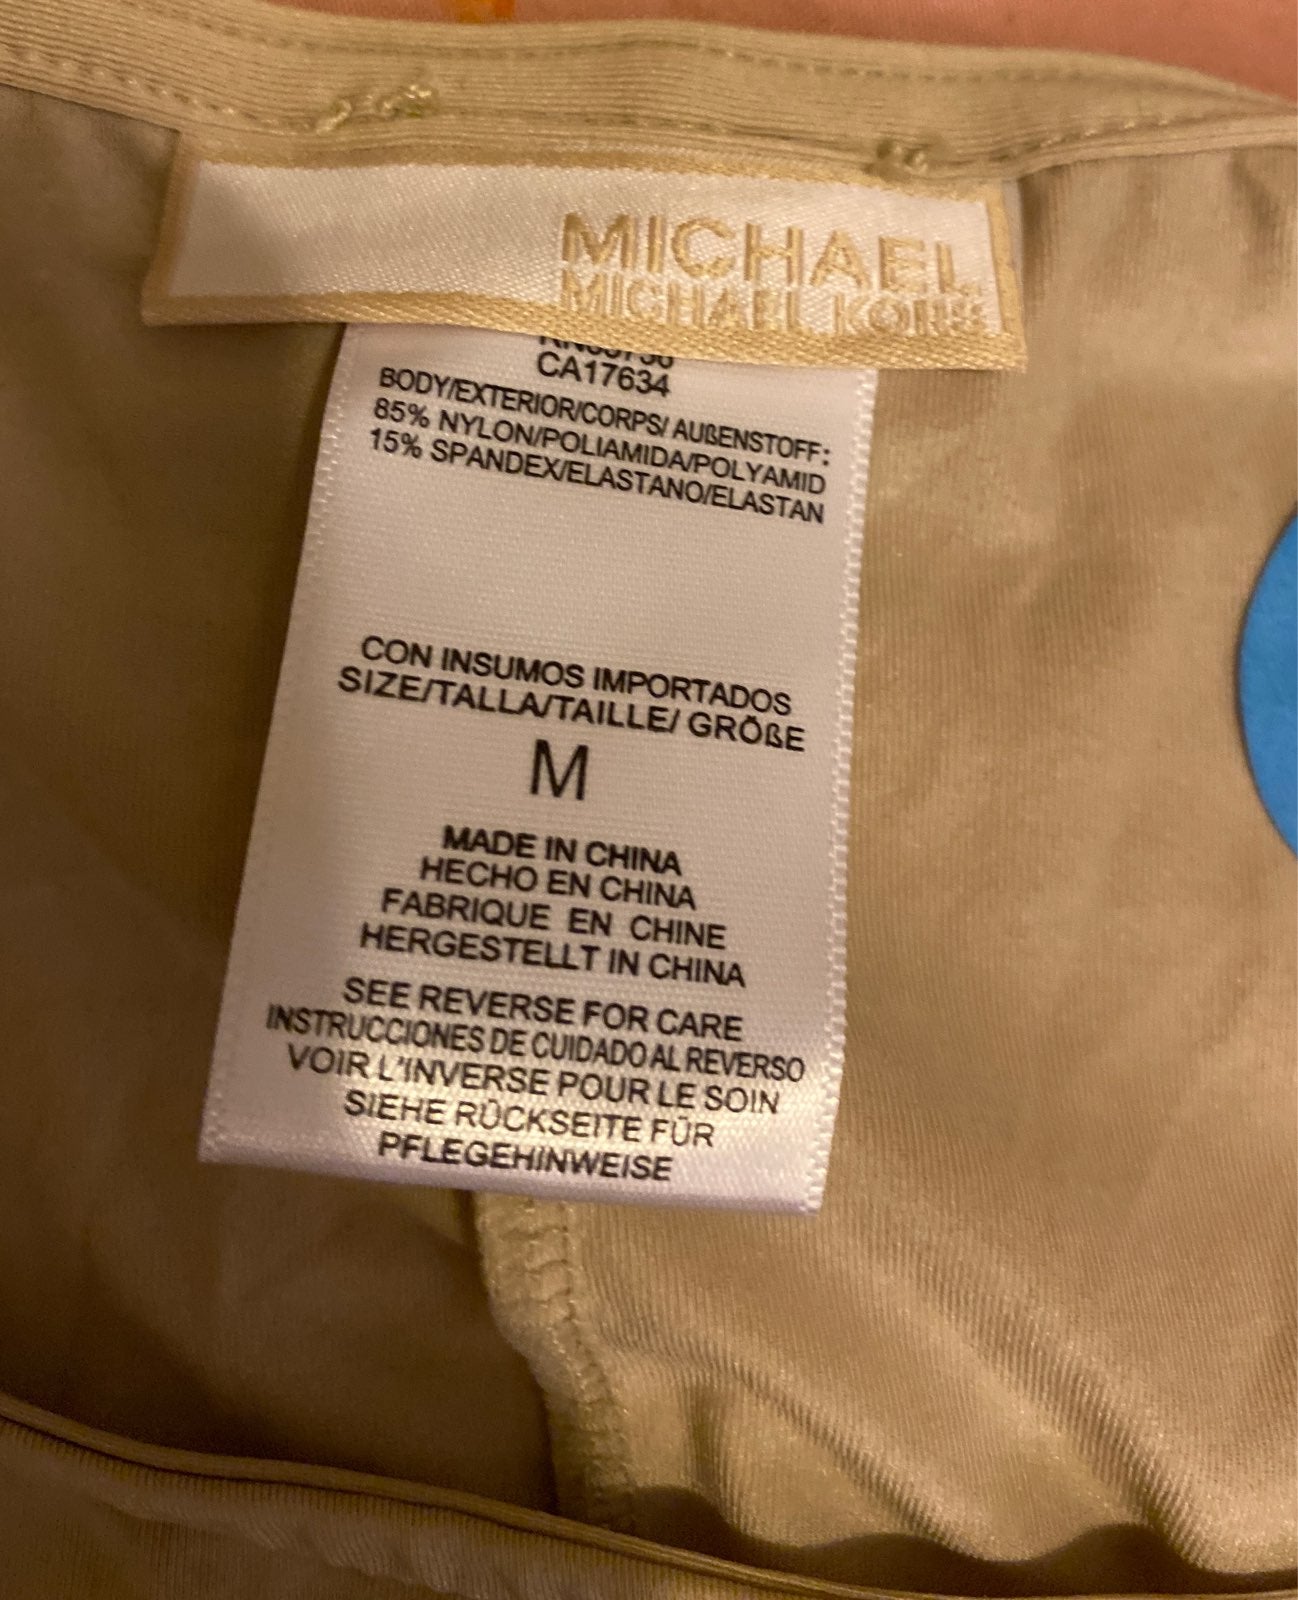 MICHAEL
MICHAEL KORS
CA17634
BODY/EXTERIOR/CORPS/ AUßENSTOFF:
85% NYLON/POLIAMIDA/POLYAMID
15% SPANDEX/ELASTANO/ELASTAN
CON INSUMOS IMPORTADOS
SIZE/TALLA/TAILLE/ GRÖßE
M
MADE IN CHINA
HECHO EN CHINA
FABRIQUE EN CHINE
HERGESTELLT IN CHINA
SEE REVERSE FOR CARE
INSTRUCCIONES DE CUIDADO AL REVERSO
VOIR L'INVERSE POUR LE SOIN
SIEHE RÜCKSEITE FÜR
PFLEGEHINWEISE